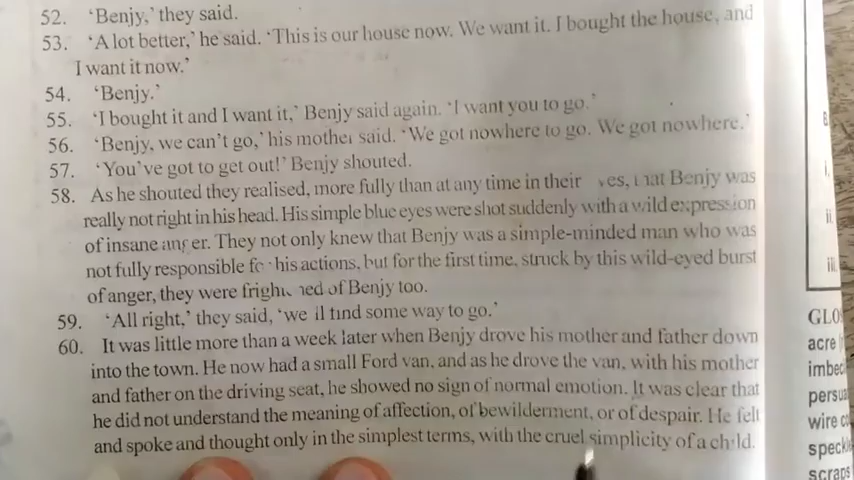 52. ‘Benjy,’ they said.
53. ‘A lot better,’ he said. ‘This is our house now. We want it. I bought the house, and
I want it now.’
54. ‘Benjy.’
55. ‘I bought it and I want it,’ Benjy said again. ‘I want you to go.’
56. ‘Benjy, we can’t go,’ his mother said. ‘We got nowhere to go. We got nowhere.’
57. ‘You’ve got to get out!’ Benjy shouted.
58. As he shouted they realised, more fully than at any time in their that Benjy was
really not right in his head. His simple blue eyes were shot suddenly with a wild expression
of insane anger. They not only knew that Benjy was a simple-minded man who was
not fully responsible for his actions, but for the first time, struck by this wild-eyed burst
of anger, they were frightened of Benjy too.
59. ‘All right,’ they said, ‘we’ll find some way to go.’
60. It was little more than a week later when Benjy drove his mother and father down
into the town. He now had a small Ford van, and as he drove the van, with his mother
and father on the driving seat, he showed no sign of normal emotion. It was clear that
he did not understand the meaning of affection, of bewilderment, or of despair. He felt
and spoke and thought only in the simplest terms, with the cruel simplicity of a child.
i.
ii.
iii.
acre
wire
scraps